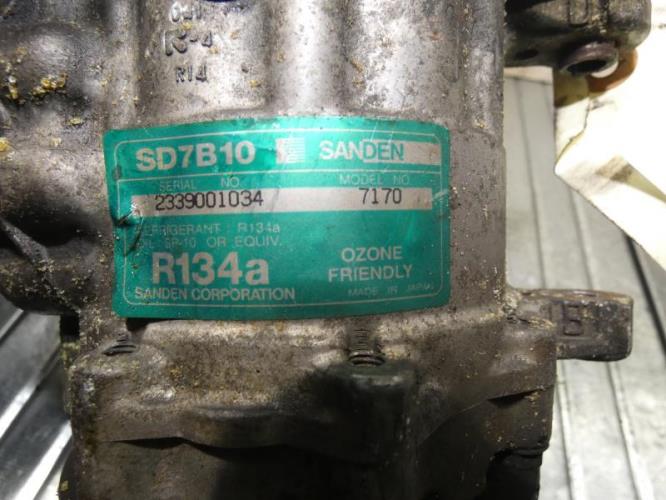 R14
SD7B10 SANDEN
SERIAL NO MODEL NO
2339001034 7170
REFRIGERANT : R134a
OIL : SP-10 OR EQUIV.
R134a OZONE
FRIENDLY
SANDEN CORPORATION MADE IN JAPAN